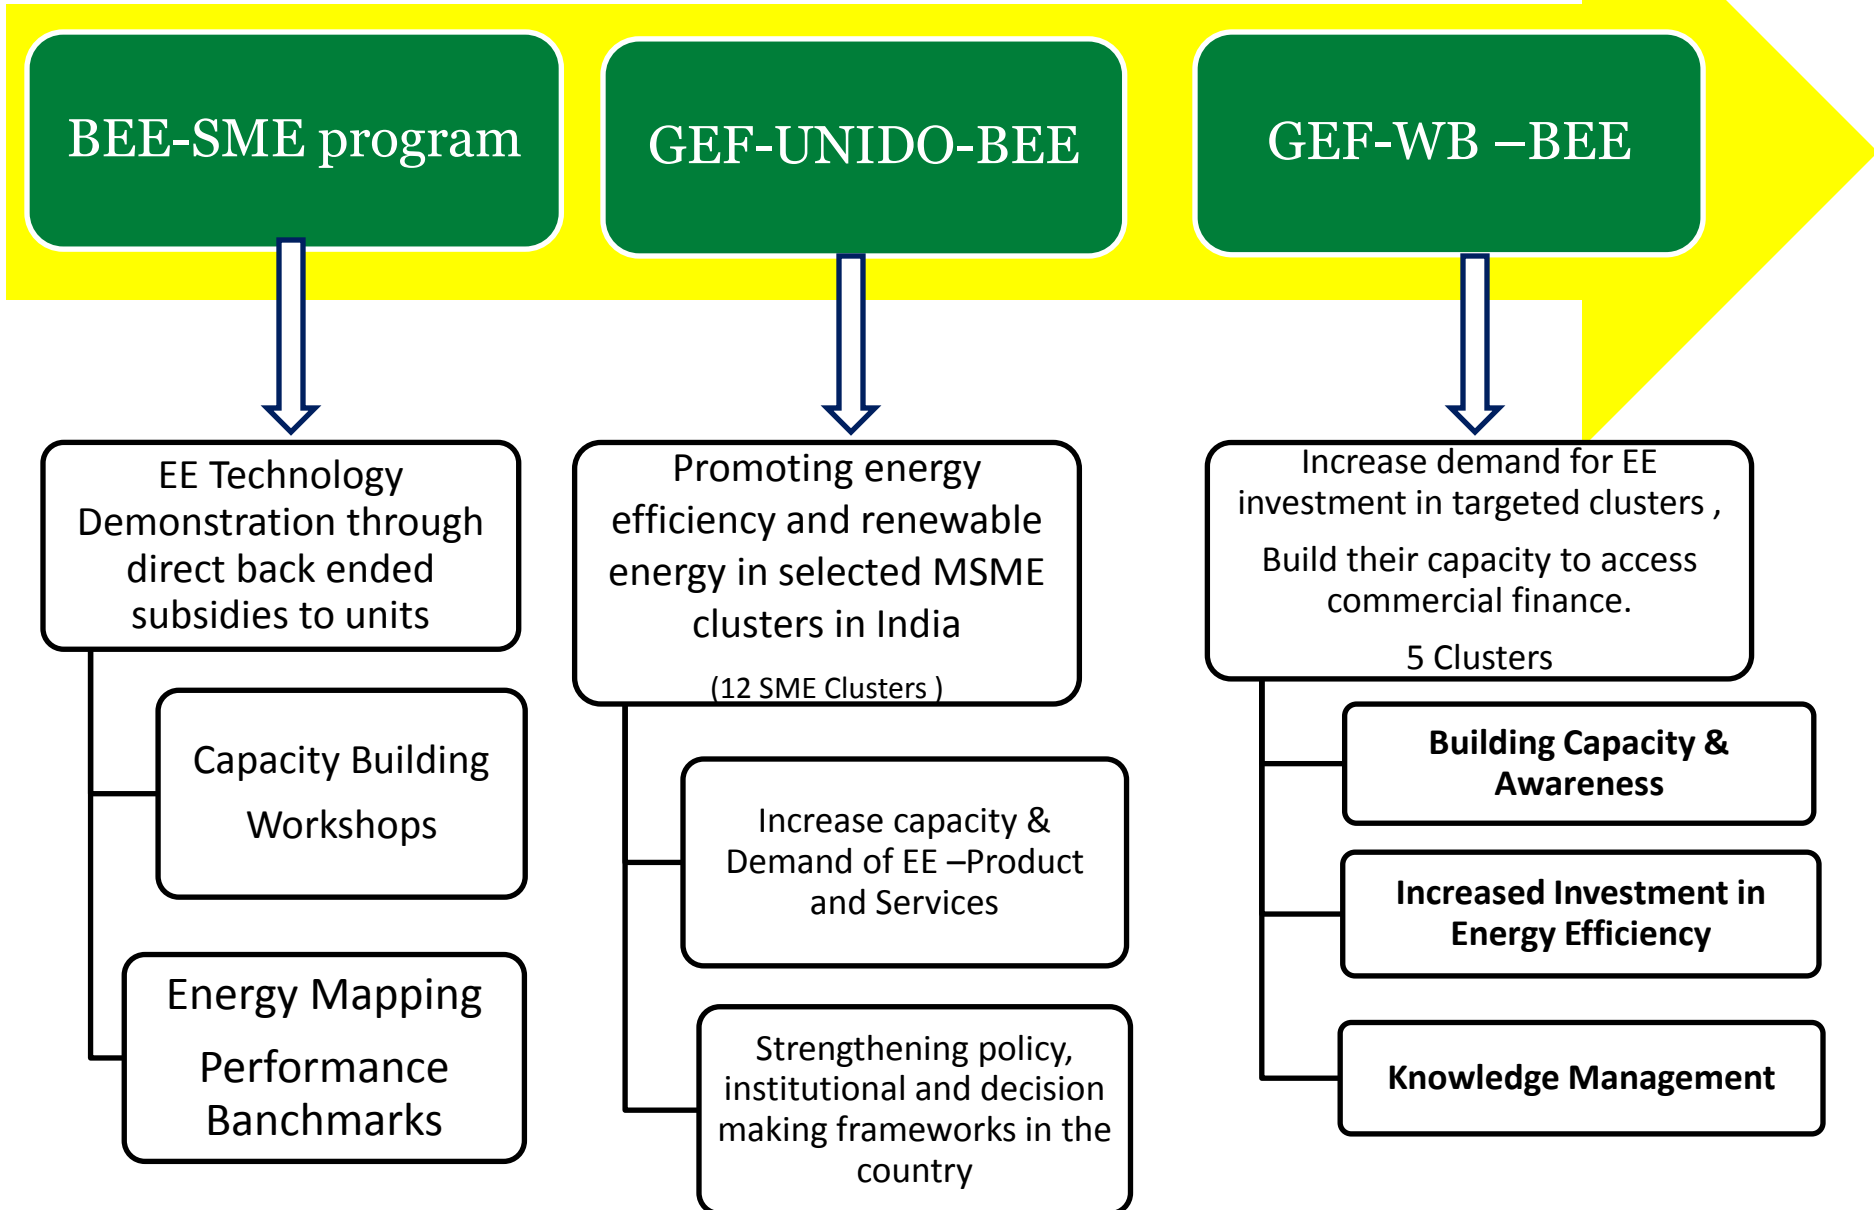 BEE-SME program
GEF-UNIDO-BEE
GEF-WB –BEE
EE Technology
Demonstration through
direct back ended
subsidies to units
Capacity Building
Workshops
Energy Mapping
Performance
Banchmarks
Promoting energy
efficiency and renewable
energy in selected MSME
clusters in India
(12 SME Clusters )
Increase capacity &
Demand of EE –Product
and Services
Strengthening policy,
institutional and decision
making frameworks in the
country
Increase demand for EE
investment in targeted clusters ,
Build their capacity to access
commercial finance.
5 Clusters
Building Capacity &
Awareness
Increased Investment in
Energy Efficiency
Knowledge Management